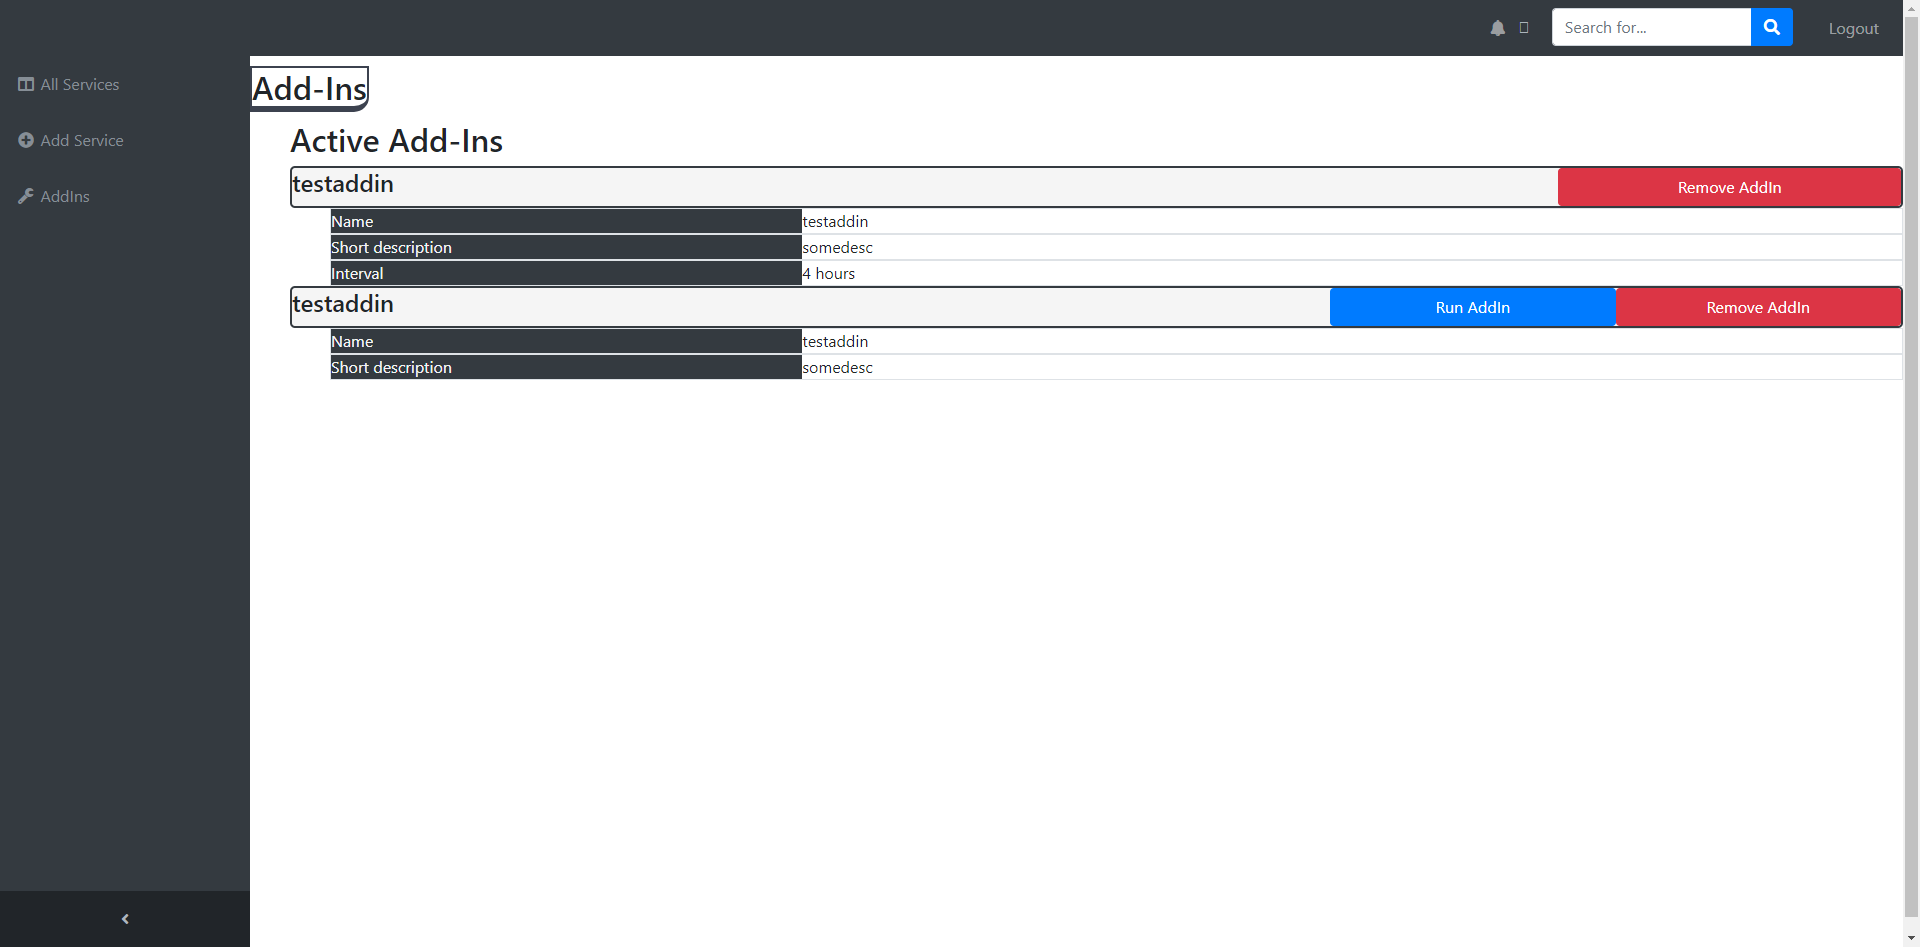 Search for...
Logout
All Services
Add Service
AddIns
Add-Ins
Active Add-Ins
testaddin
Remove AddIn
Name testaddin
Short description somedesc
Interval 4 hours
testaddin
Run AddIn Remove AddIn
Name testaddin
Short description somedesc